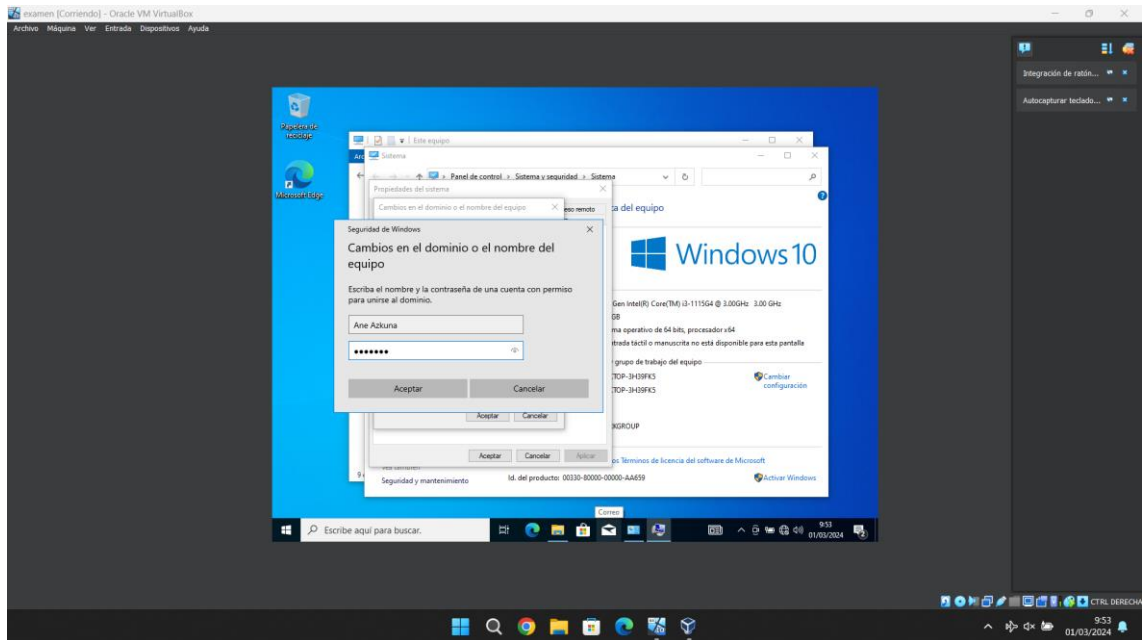 examen [Corriendo] - Oracle VM VirtualBox
Archivo Máquina Ver Entrada Dispositivos Ayuda
Integración de ratón...
Autocapturar teclado...
Papelera de
reciclaje
Microsoft Edge
Este equipo
Sistema
Panel de control > Sistema y seguridad > Sistema
Propiedades del sistema
Cambios en el dominio o el nombre del equipo
eso remoto
a del equipo
Seguridad de Windows
Cambios en el dominio o el nombre del
equipo
Escriba el nombre y la contraseña de una cuenta con permiso
para unirse al dominio.
Ane Azkuna
•••••••
Aceptar Cancelar
Windows 10
Gen Intel(R) Core(TM) i3-1115G4 @ 3.00GHz 3.00 GHz
GB
ma operativo de 64 bits, procesador x64
trada táctil o manuscrita no está disponible para esta pantalla
grupo de trabajo del equipo
TOP-3H39FK5
TOP-3H39FK5
Cambiar
configuración
KGROUP
Aceptar Cancelar
Aceptar Cancelar Aplicar
os Términos de licencia del software de Microsoft
Seguridad y mantenimiento
Id. del producto: 00330-80000-00000-AA659
Activar Windows
Correo
Escribe aquí para buscar.
9:53
01/03/2024
CTRL DERECHA
9:53
01/03/2024